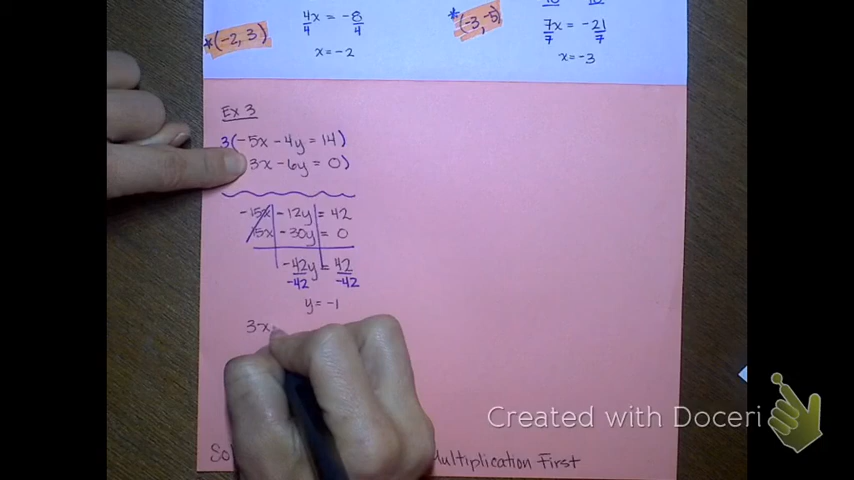 4x = -8
4 4
*(-2, 3)
x = -2
*(-3, -5)
7x = -21
7 7
x = -3
Ex 3
3(-5x - 4y = 14)
3x - 6y = 0)
-15x - 12y = 42
15x - 30y = 0
-42y = 42
-42 -42
y = -1
3x
Multiplication First
Created with Doceri